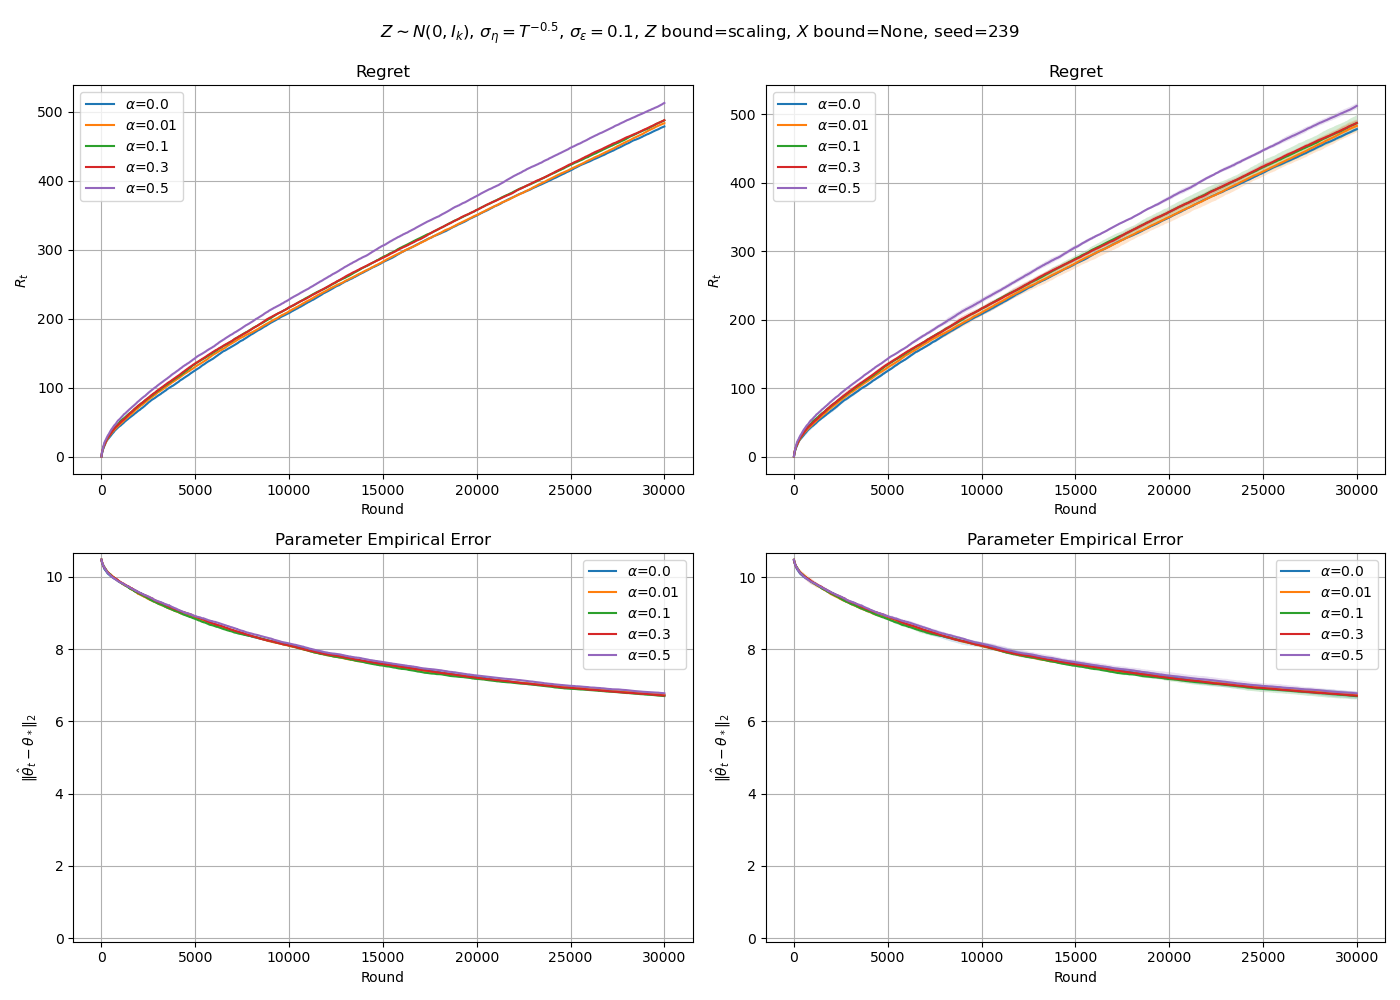 Z ~ N(0, I_k), σ_η = T^{-0.5}, σ_ε = 0.1, Z bound=scaling, X bound=None, seed=239
Regret
R_t
500
400
300
200
100
0
α=0.0
α=0.01
α=0.1
α=0.3
α=0.5
0 5000 10000 15000 20000 25000 30000
Round
Regret
R_t
500
400
300
200
100
0
α=0.0
α=0.01
α=0.1
α=0.3
α=0.5
0 5000 10000 15000 20000 25000 30000
Round
Parameter Empirical Error
‖θ̂_t − θ_*‖_2
10
8
6
4
2
0
α=0.0
α=0.01
α=0.1
α=0.3
α=0.5
0 5000 10000 15000 20000 25000 30000
Round
Parameter Empirical Error
‖θ̂_t − θ_*‖_2
10
8
6
4
2
0
α=0.0
α=0.01
α=0.1
α=0.3
α=0.5
0 5000 10000 15000 20000 25000 30000
Round